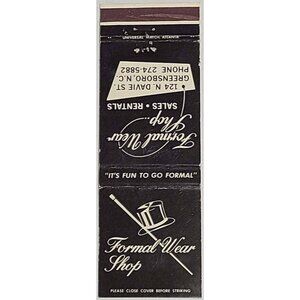 UNIVERSAL MATCH, ATLANTA
Formal Wear
Shop
SALES • RENTALS
• 124 N. DAVIE ST.
GREENSBORO, N.C.
PHONE 274-5882
"IT'S FUN TO GO FORMAL"
Formal Wear
Shop
PLEASE CLOSE COVER BEFORE STRIKING